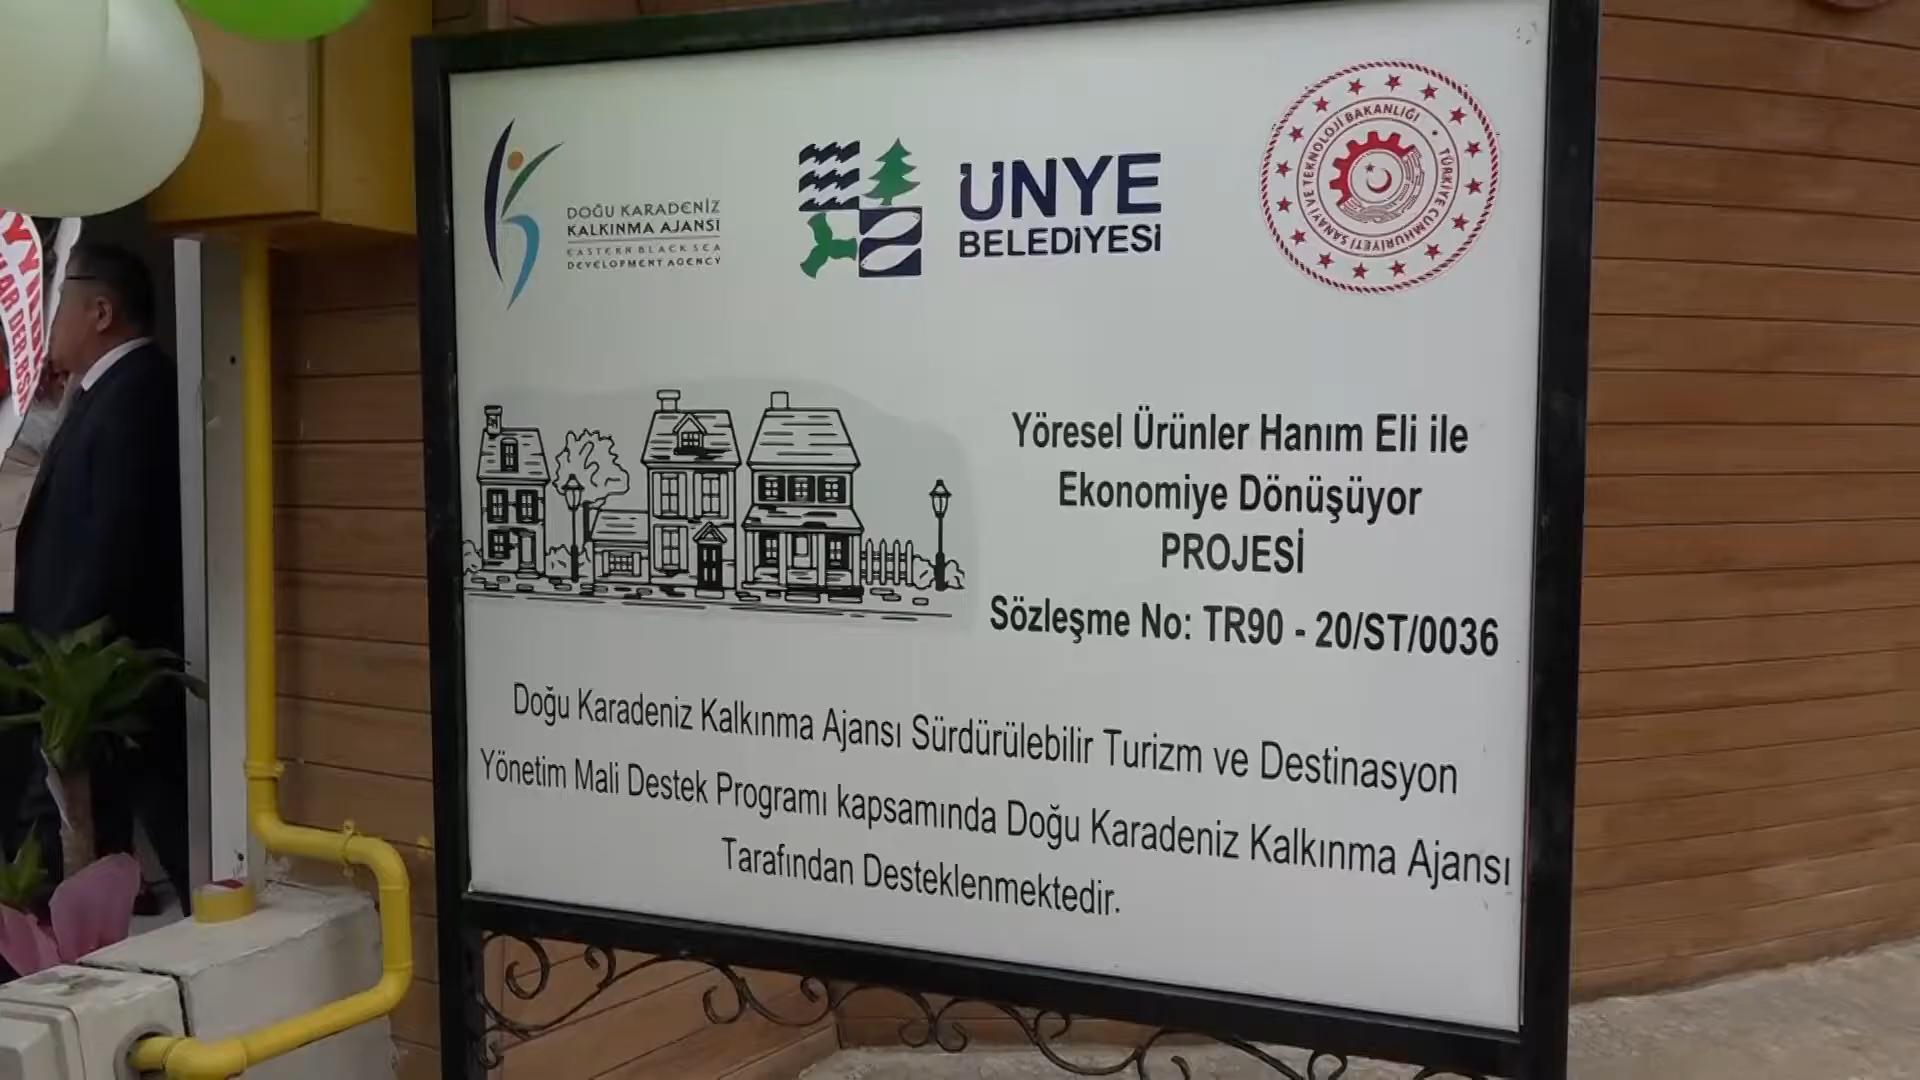 DOĞU KARADENİZ
KALKINMA AJANSI
EASTERN BLACK SEA
DEVELOPMENT AGENCY
ÜNYE
BELEDİYESİ
TÜRKİYE CUMHURİYETİ SANAYİ VE TEKNOLOJİ BAKANLIĞI
Yöresel Ürünler Hanım Eli ile
Ekonomiye Dönüşüyor
PROJESİ
Sözleşme No: TR90 - 20/ST/0036
Doğu Karadeniz Kalkınma Ajansı Sürdürülebilir Turizm ve Destinasyon
Yönetim Mali Destek Programı kapsamında Doğu Karadeniz Kalkınma Ajansı
Tarafından Desteklenmektedir.